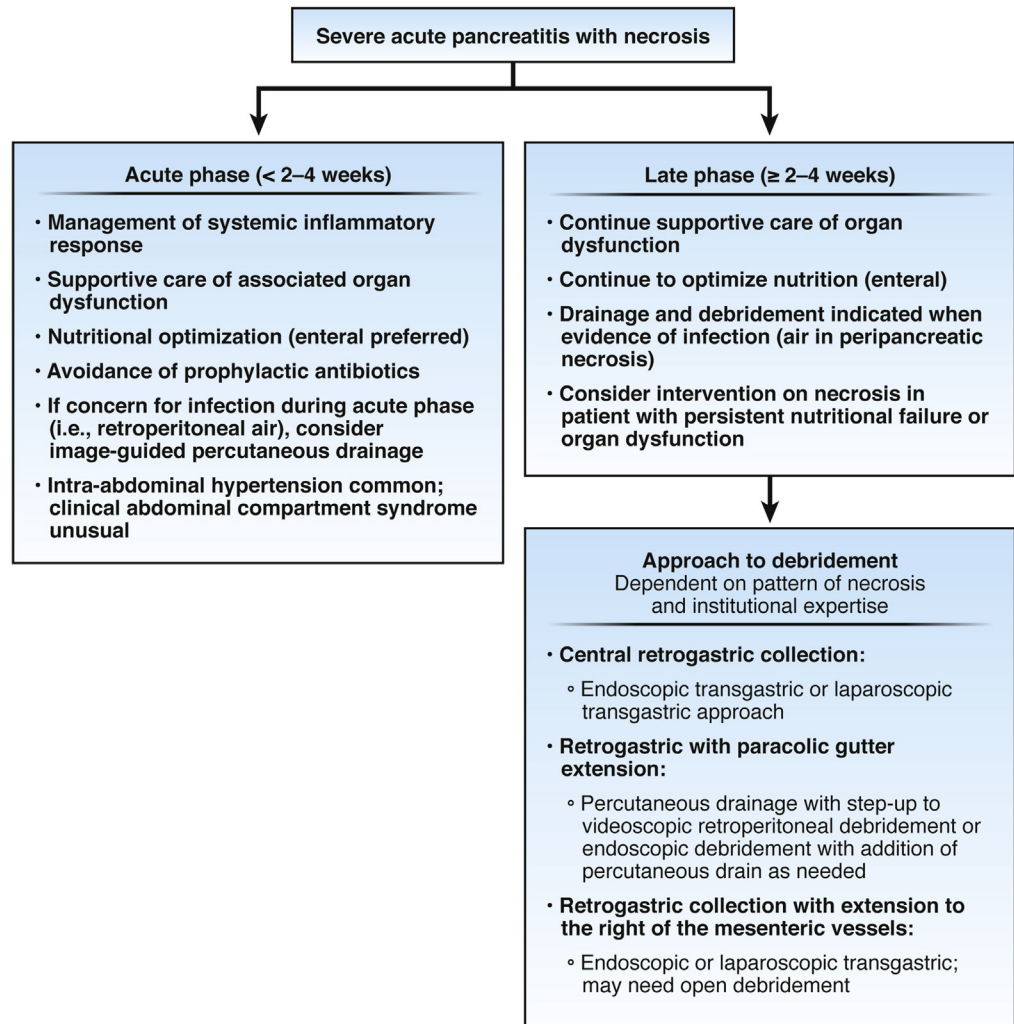 Severe acute pancreatitis with necrosis
Acute phase (< 2–4 weeks)
• Management of systemic inflammatory
response
• Supportive care of associated organ
dysfunction
• Nutritional optimization (enteral preferred)
• Avoidance of prophylactic antibiotics
• If concern for infection during acute phase
(i.e., retroperitoneal air), consider
image-guided percutaneous drainage
• Intra-abdominal hypertension common;
clinical abdominal compartment syndrome
unusual
Late phase (≥ 2–4 weeks)
• Continue supportive care of organ
dysfunction
• Continue to optimize nutrition (enteral)
• Drainage and debridement indicated when
evidence of infection (air in peripancreatic
necrosis)
• Consider intervention on necrosis in
patient with persistent nutritional failure or
organ dysfunction
Approach to debridement
Dependent on pattern of necrosis
and institutional expertise
• Central retrogastric collection:
° Endoscopic transgastric or laparoscopic
transgastric approach
• Retrogastric with paracolic gutter
extension:
° Percutaneous drainage with step-up to
videoscopic retroperitoneal debridement or
endoscopic debridement with addition of
percutaneous drain as needed
• Retrogastric collection with extension to
the right of the mesenteric vessels:
° Endoscopic or laparoscopic transgastric;
may need open debridement